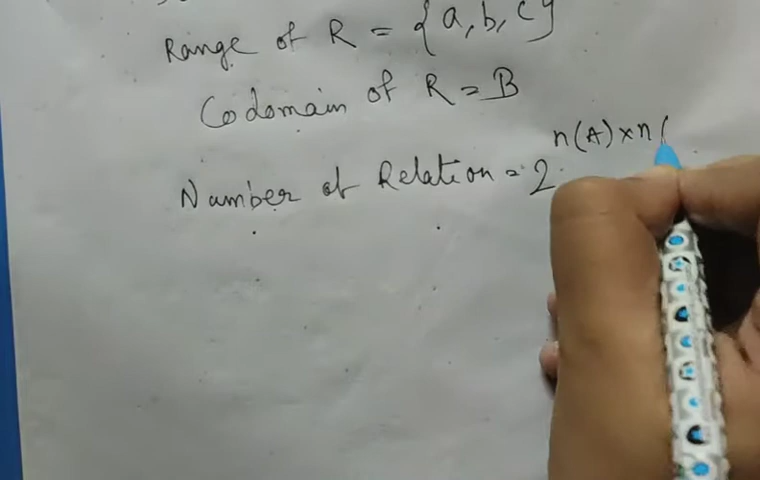 Range of R = {a, b, c}
Codomain of R = B
Number of Relation = 2^n(A)×n(